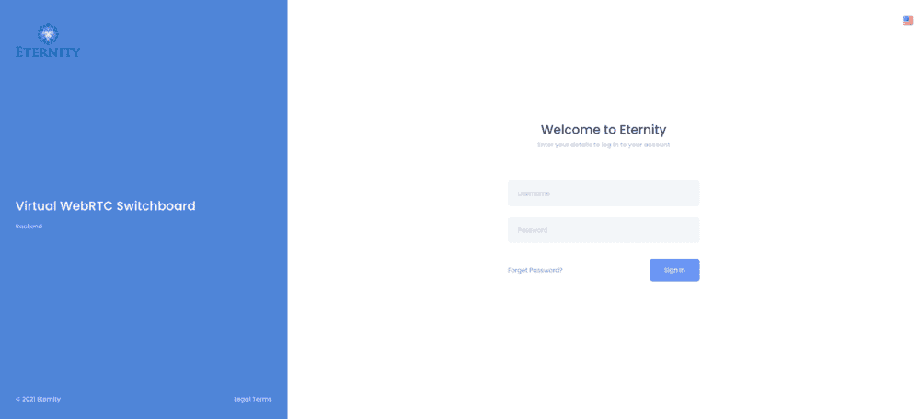 ETERNITY
Virtual WebRTC Switchboard
© 2021 Eternity
Legal Terms
Welcome to Eternity
Enter your details to log in to your account
Username
Password
Forget Password?
Sign In